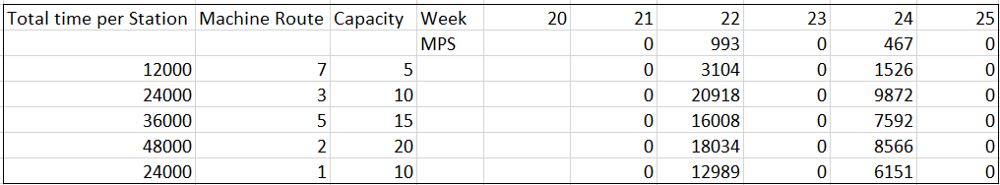 Total time per Station Machine Route Capacity Week 20 21 22 23 24 25
MPS 0 993 0 467 0
12000 7 5 0 3104 0 1526 0
24000 3 10 0 20918 0 9872 0
36000 5 15 0 16008 0 7592 0
48000 2 20 0 18034 0 8566 0
24000 1 10 0 12989 0 6151 0